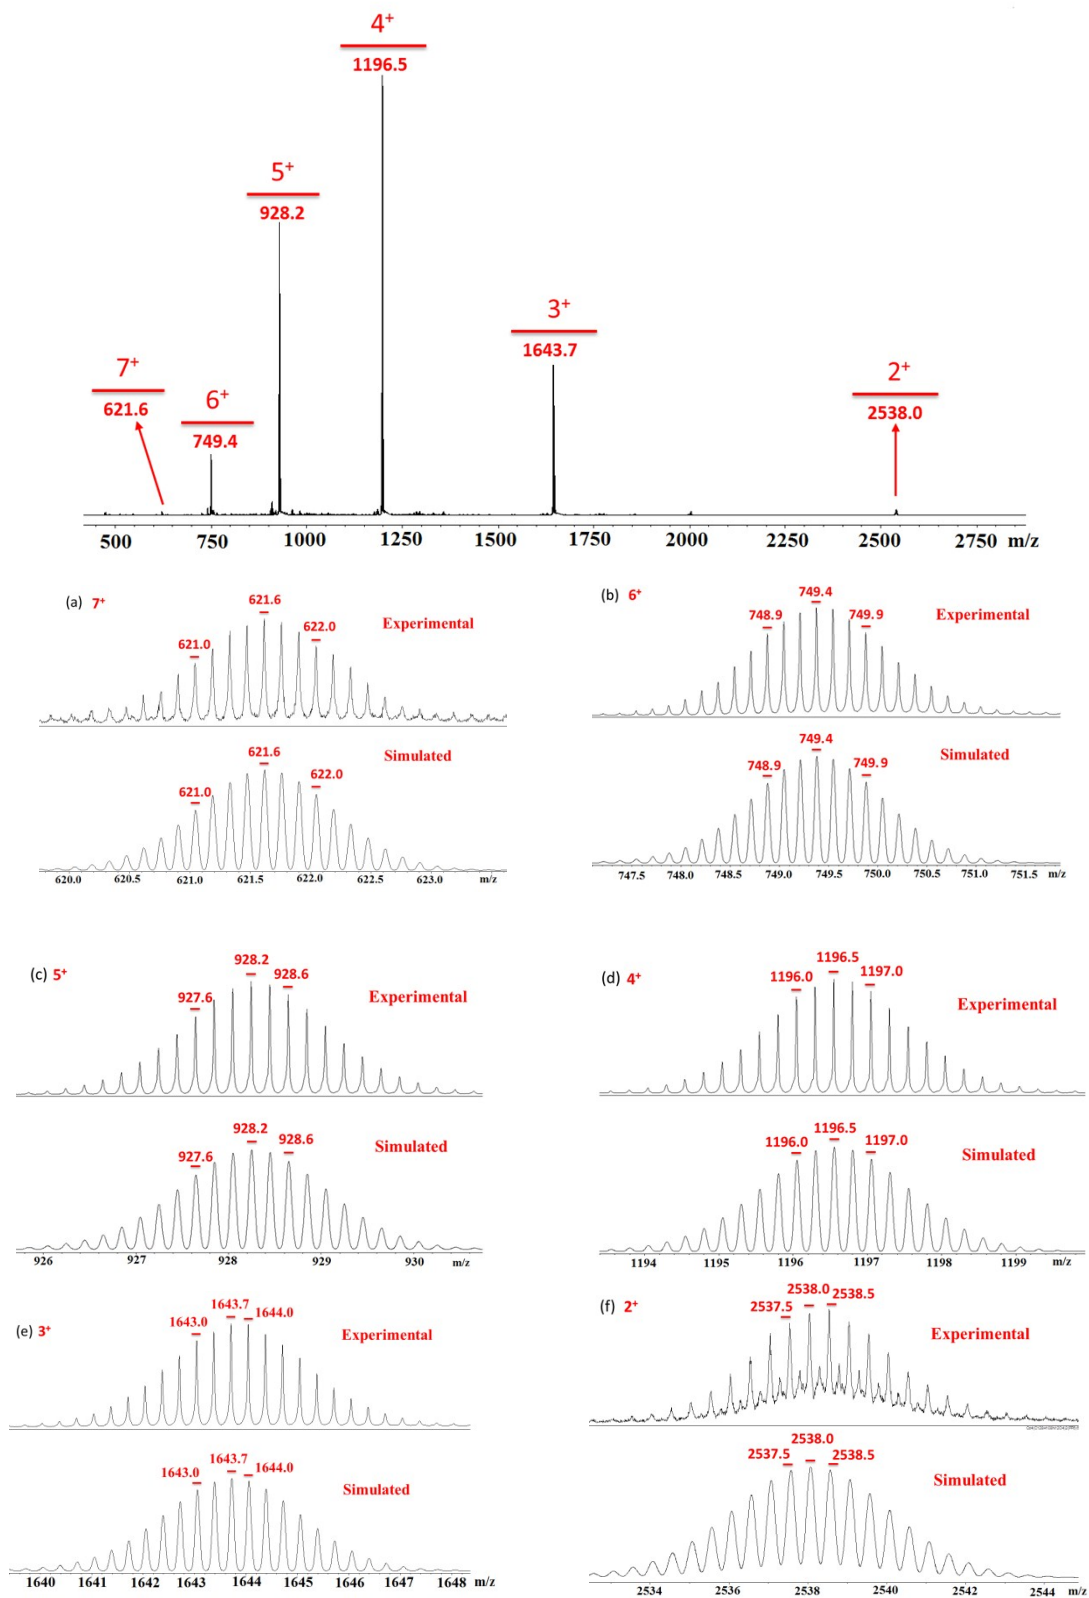 4+
1196.5
5+
928.2
3+
1643.7
7+
621.6
6+
749.4
2+
2538.0
500 750 1000 1250 1500 1750 2000 2250 2500 2750 m/z
(a) 7+
621.6
621.0
622.0
Experimental
Simulated
621.6
621.0
622.0
620.0 620.5 621.0 621.5 622.0 622.5 623.0 m/z
(b) 6+
749.4
748.9
749.9
Experimental
Simulated
749.4
748.9
749.9
747.5 748.0 748.5 749.0 749.5 750.0 750.5 751.0 751.5 m/z
(c) 5+
928.2
928.6
927.6
Experimental
928.2
928.6
927.6
Simulated
926 927 928 929 930 m/z
(d) 4+
1196.5
1196.0
1197.0
Experimental
1196.5
1196.0
1197.0
Simulated
1194 1195 1196 1197 1198 1199 m/z
(e) 3+
1643.7
1643.0
1644.0
Experimental
1643.7
1643.0
1644.0
Simulated
1640 1641 1642 1643 1644 1645 1646 1647 1648 m/z
(f) 2+
2538.0
2537.5
2538.5
Experimental
2538.0
2537.5
2538.5
Simulated
2534 2536 2538 2540 2542 2544 m/z